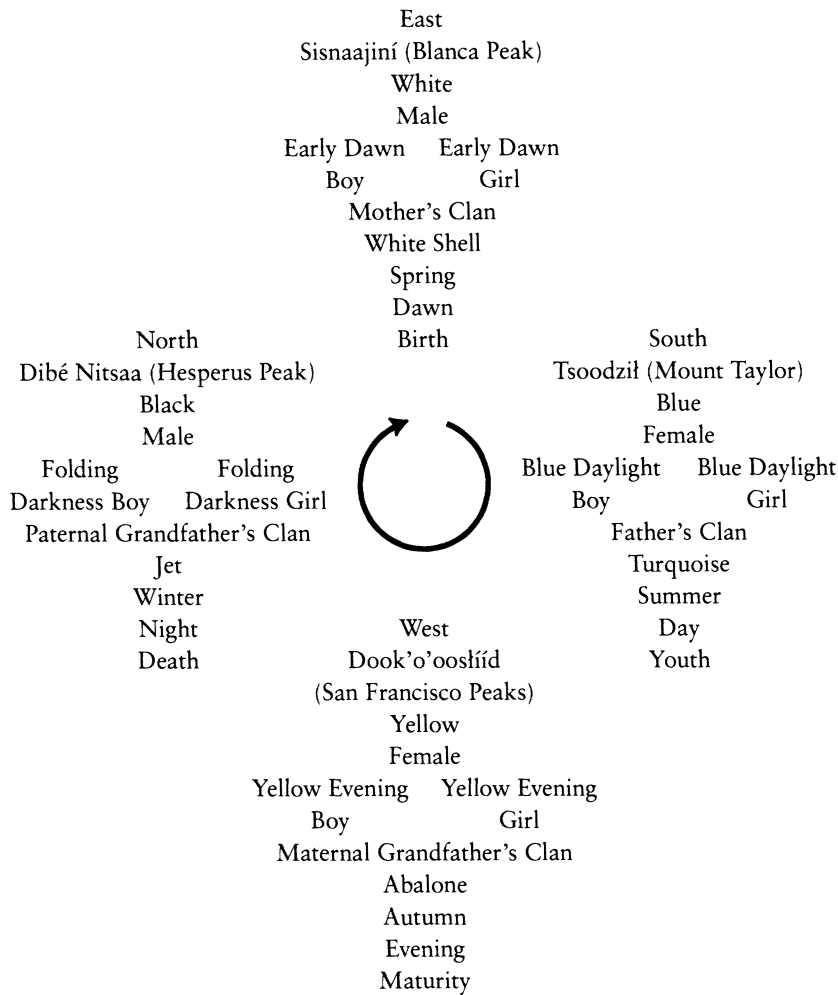 East
Sisnaajiní (Blanca Peak)
White
Male
Early Dawn Early Dawn
Boy Girl
Mother's Clan
White Shell
Spring
Dawn
Birth
North
Dibé Nitsaa (Hesperus Peak)
Black
Male
Folding Folding
Darkness Boy Darkness Girl
Paternal Grandfather's Clan
Jet
Winter
Night
Death
South
Tsoodził (Mount Taylor)
Blue
Female
Blue Daylight Blue Daylight
Boy Girl
Father's Clan
Turquoise
Summer
Day
Youth
West
Dook'o'oosłííd
(San Francisco Peaks)
Yellow
Female
Yellow Evening Yellow Evening
Boy Girl
Maternal Grandfather's Clan
Abalone
Autumn
Evening
Maturity